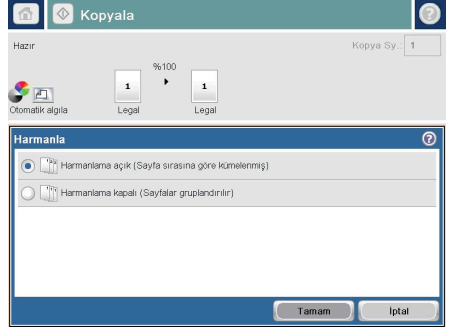 Kopyala
Hazır
Kopya Sy.: 1
%100
1 1
Otomatik algıla Legal Legal
Harmanla
Harmanlama açık (Sayfa sırasına göre kümelenmiş)
Harmanlama kapalı (Sayfalar gruplandırılır)
Tamam İptal